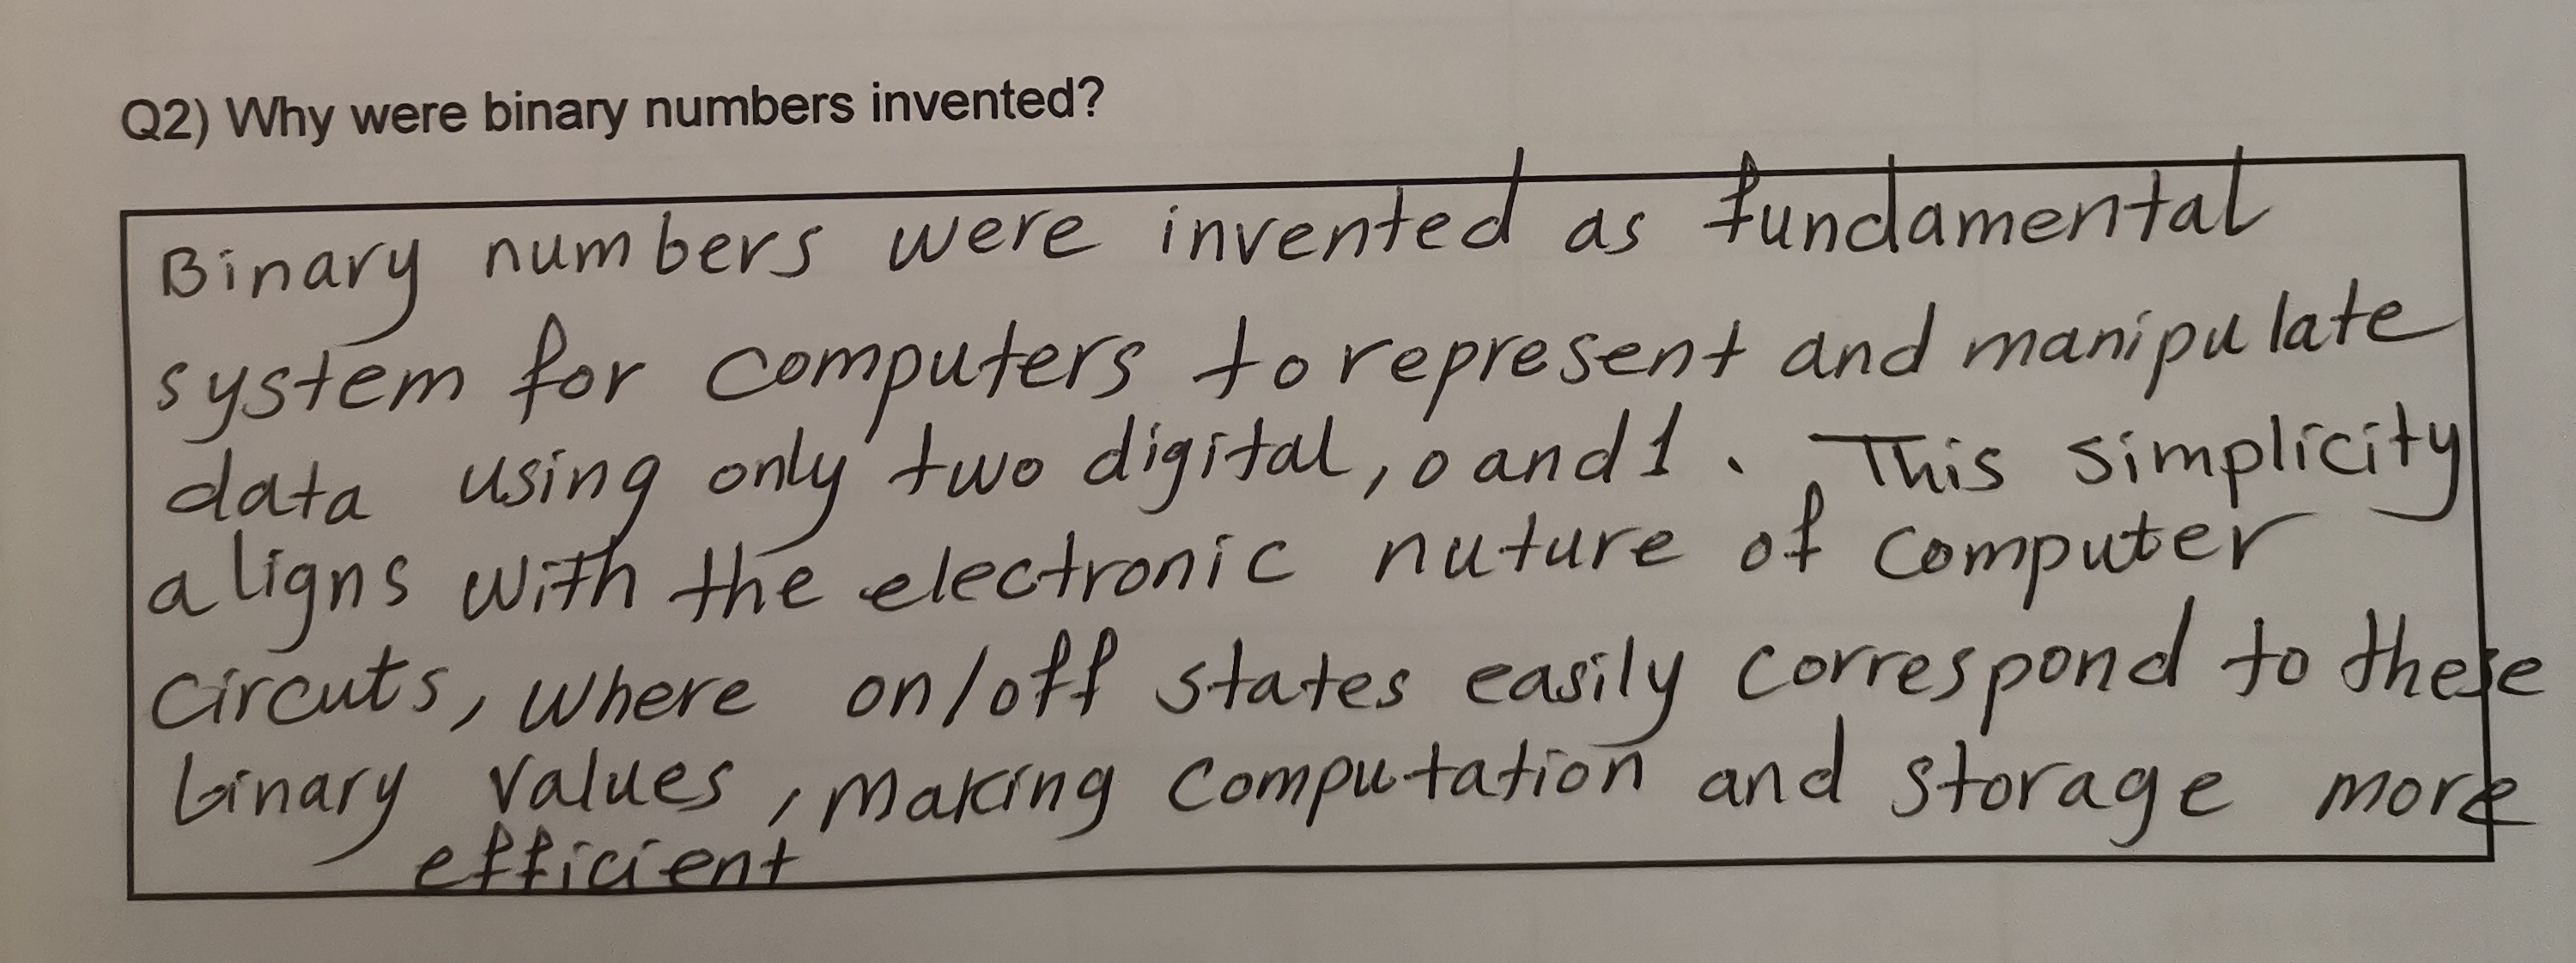 Q2) Why were binary numbers invented?
Binary numbers were invented as fundamental
system for computers to represent and manipulate
data using only two digital, 0 and 1. This simplicity
aligns with the electronic nuture of computer
circuts, where on/off states easily correspond to these
binary values, making computation and storage more
efficient